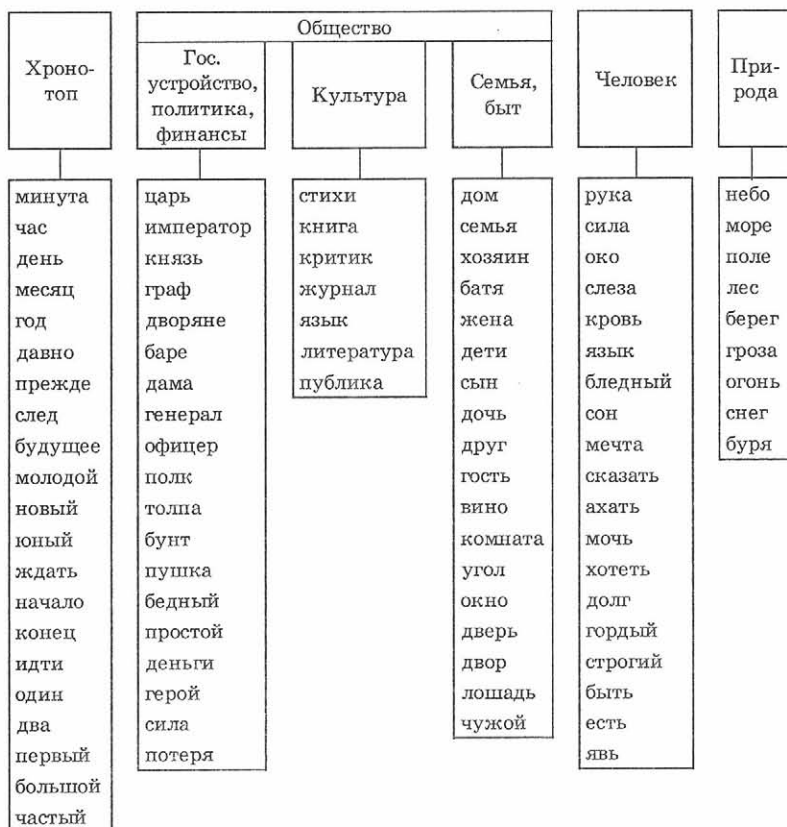 Хроно-
топ
Общество
Гос.
устройство,
политика,
финансы
Культура
Семья,
быт
Человек
При-
рода
минута
час
день
месяц
год
давно
прежде
след
будущее
молодой
новый
юный
ждать
начало
конец
идти
один
два
первый
большой
частый
царь
император
князь
граф
дворяне
баре
дама
генерал
офицер
полк
толпа
бунт
пушка
бедный
простой
деньги
герой
сила
потеря
стихи
книга
критик
журнал
язык
литература
публика
дом
семья
хозяин
батя
жена
дети
сын
дочь
друг
гость
вино
комната
угол
окно
дверь
двор
лошадь
чужой
рука
сила
око
слеза
кровь
язык
бледный
сон
мечта
сказать
ахать
мочь
хотеть
долг
гордый
строгий
быть
есть
явь
небо
море
поле
лес
берег
гроза
огонь
снег
буря